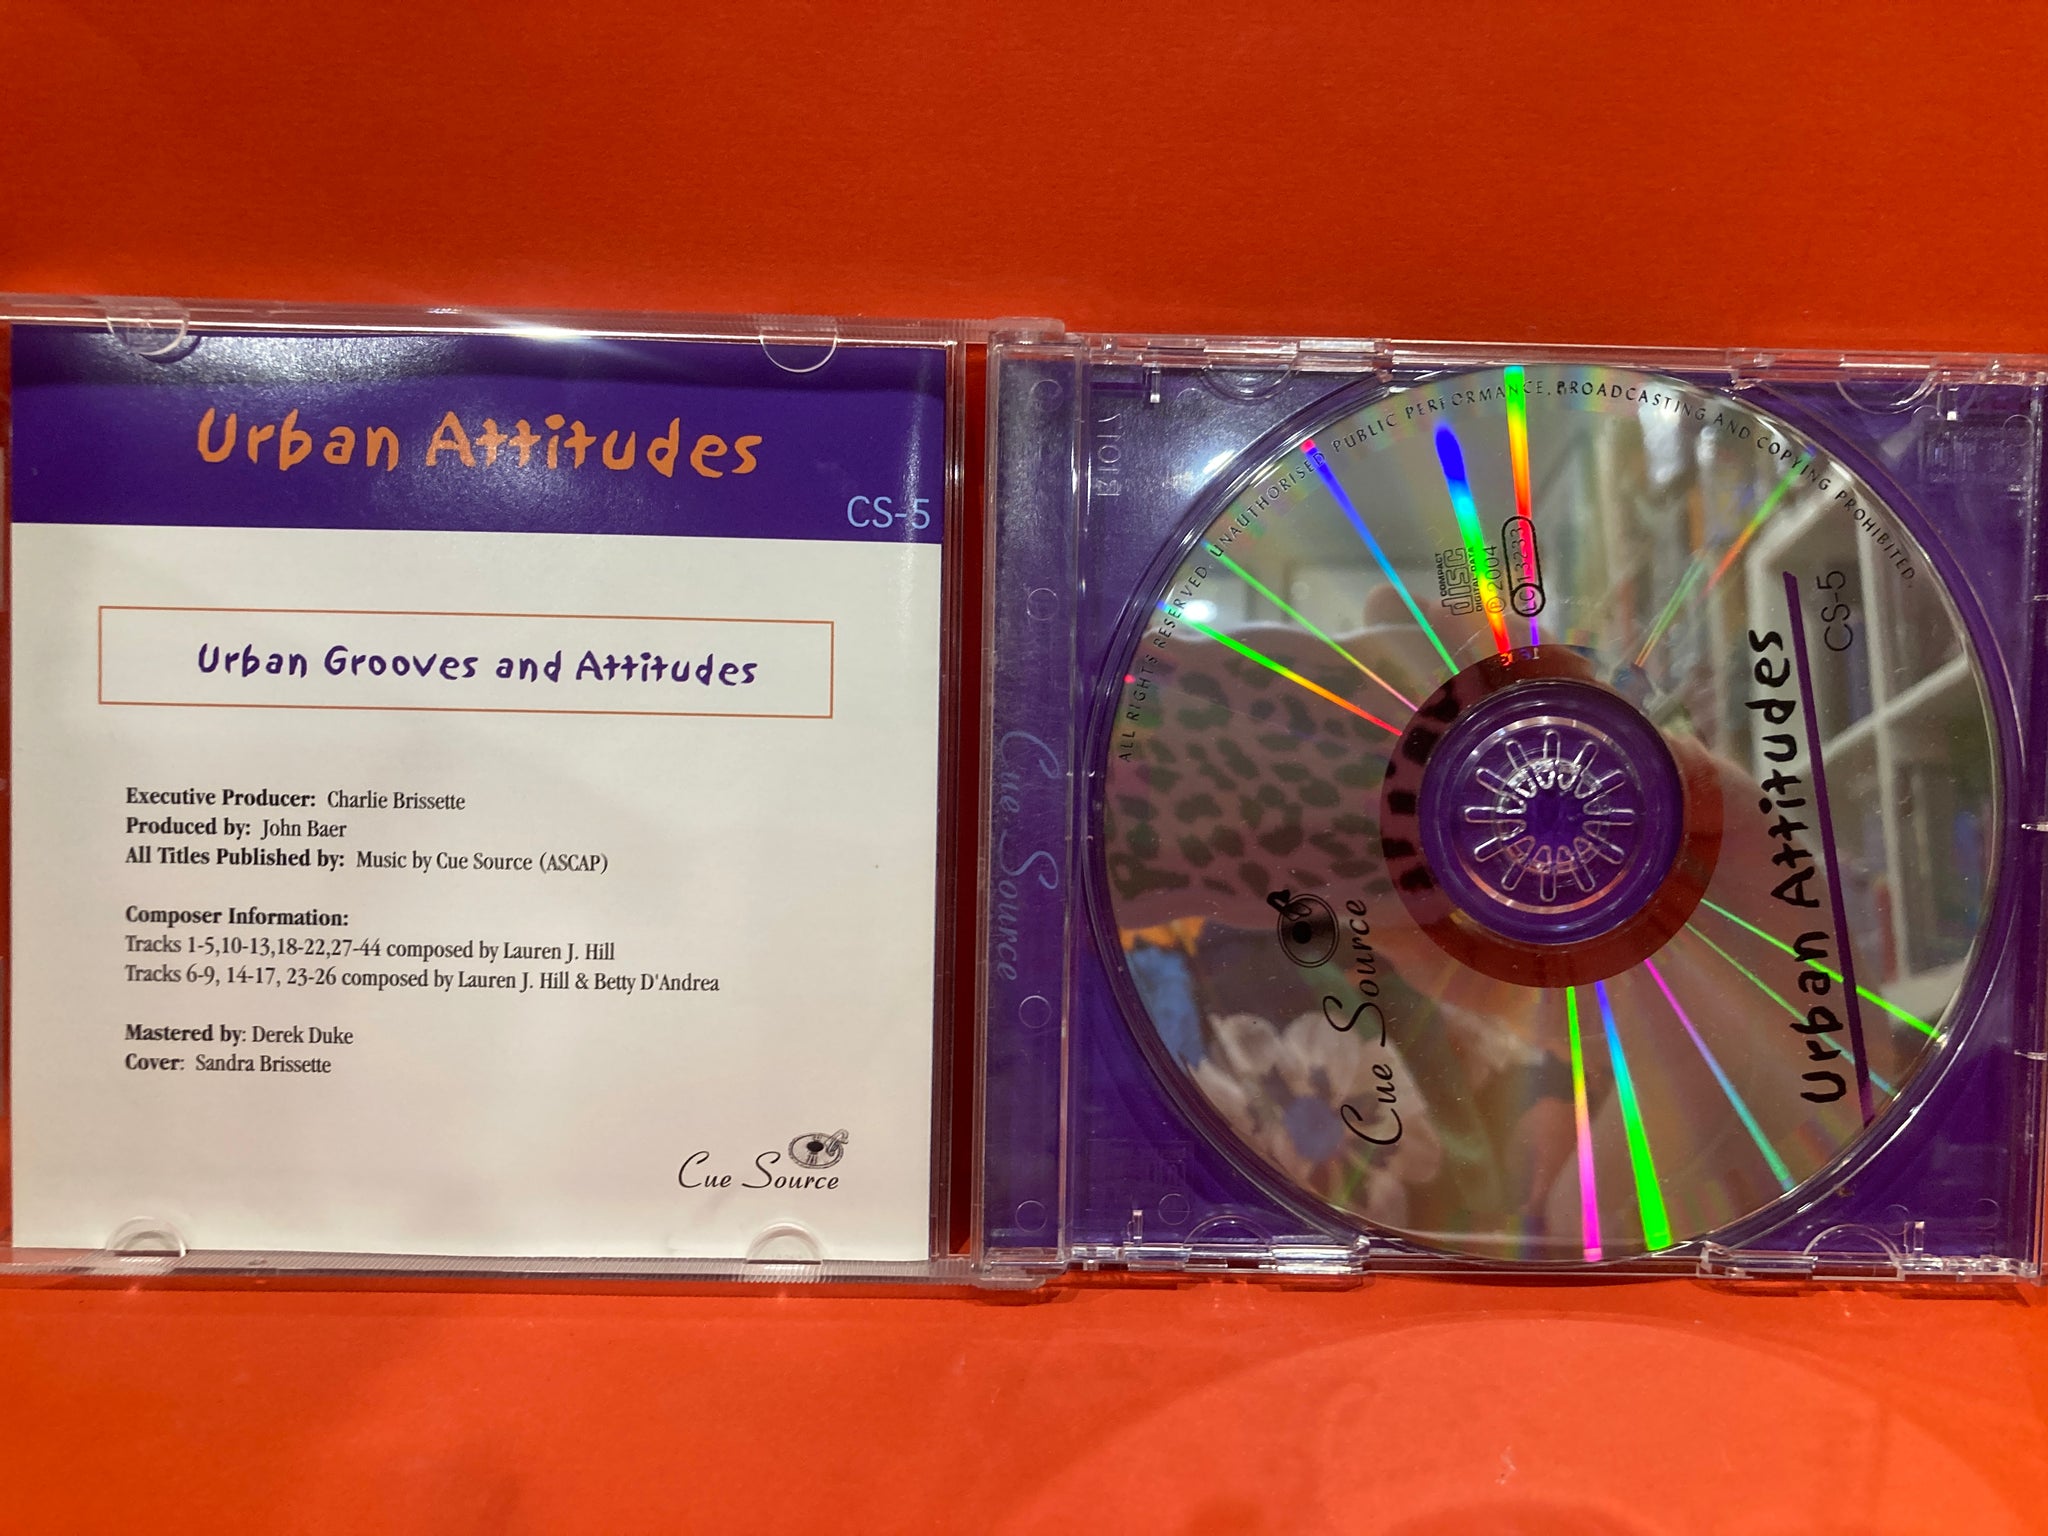 Urban Attitudes
CS-5
Urban Grooves and Attitudes
Executive Producer: Charlie Brissette
Produced by: John Baer
All Titles Published by: Music by Cue Source (ASCAP)
Composer Information:
Tracks 1-5,10-13,18-22,27-44 composed by Lauren J. Hill
Tracks 6-9, 14-17, 23-26 composed by Lauren J. Hill & Betty D'Andrea
Mastered by: Derek Duke
Cover: Sandra Brissette
Cue Source
Cue Source
ALL RIGHTS RESERVED. UNAUTHORISED PUBLIC PERFORMANCE, BROADCASTING AND COPYING PROHIBITED.
COMPACT
disc
DIGITAL DATA
℗ 2004
LC13233
Cue Source
Urban Attitudes
CS-5